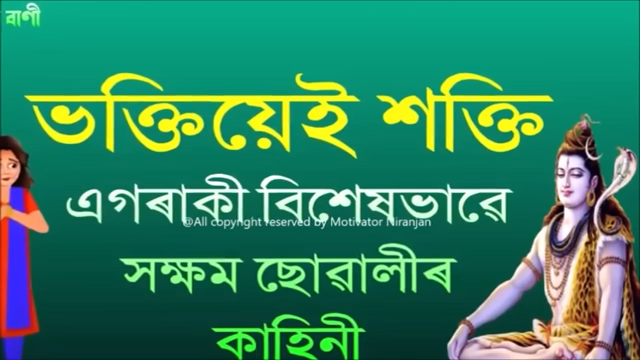 বাণী
ভক্তিয়েই শক্তি
এগৰাকী বিশেষভাৱে
@All copyright reserved by Motivator Niranjan
সক্ষম ছোৱালীৰ
কাহিনী